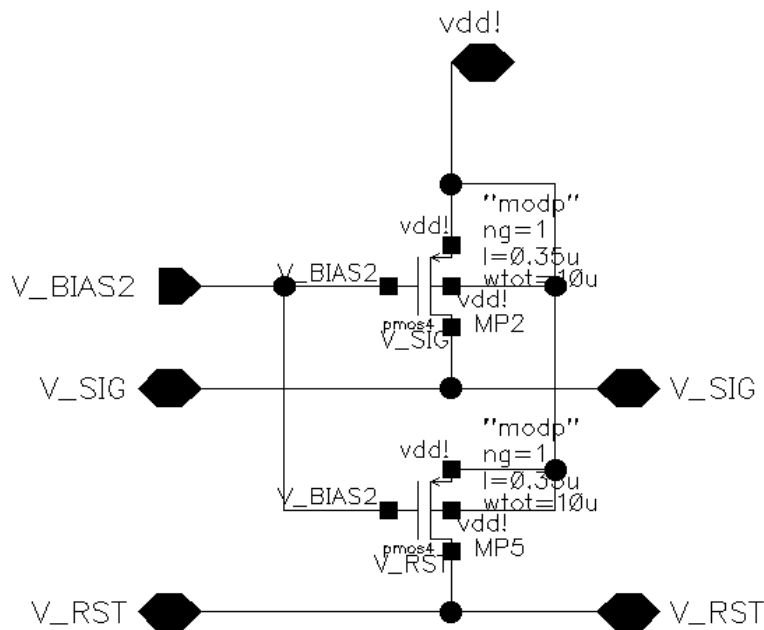 vdd!
"modp"
vdd!
ng=1
l=0.35u
V_BIAS2
V_BIAS2
wtot=10u
vdd!
pmos4
MP2
V_SIG
V_SIG
V_SIG
"modp"
vdd!
ng=1
l=0.35u
V_BIAS2
wtot=10u
vdd!
pmos4
MP5
V_RST
V_RST
V_RST